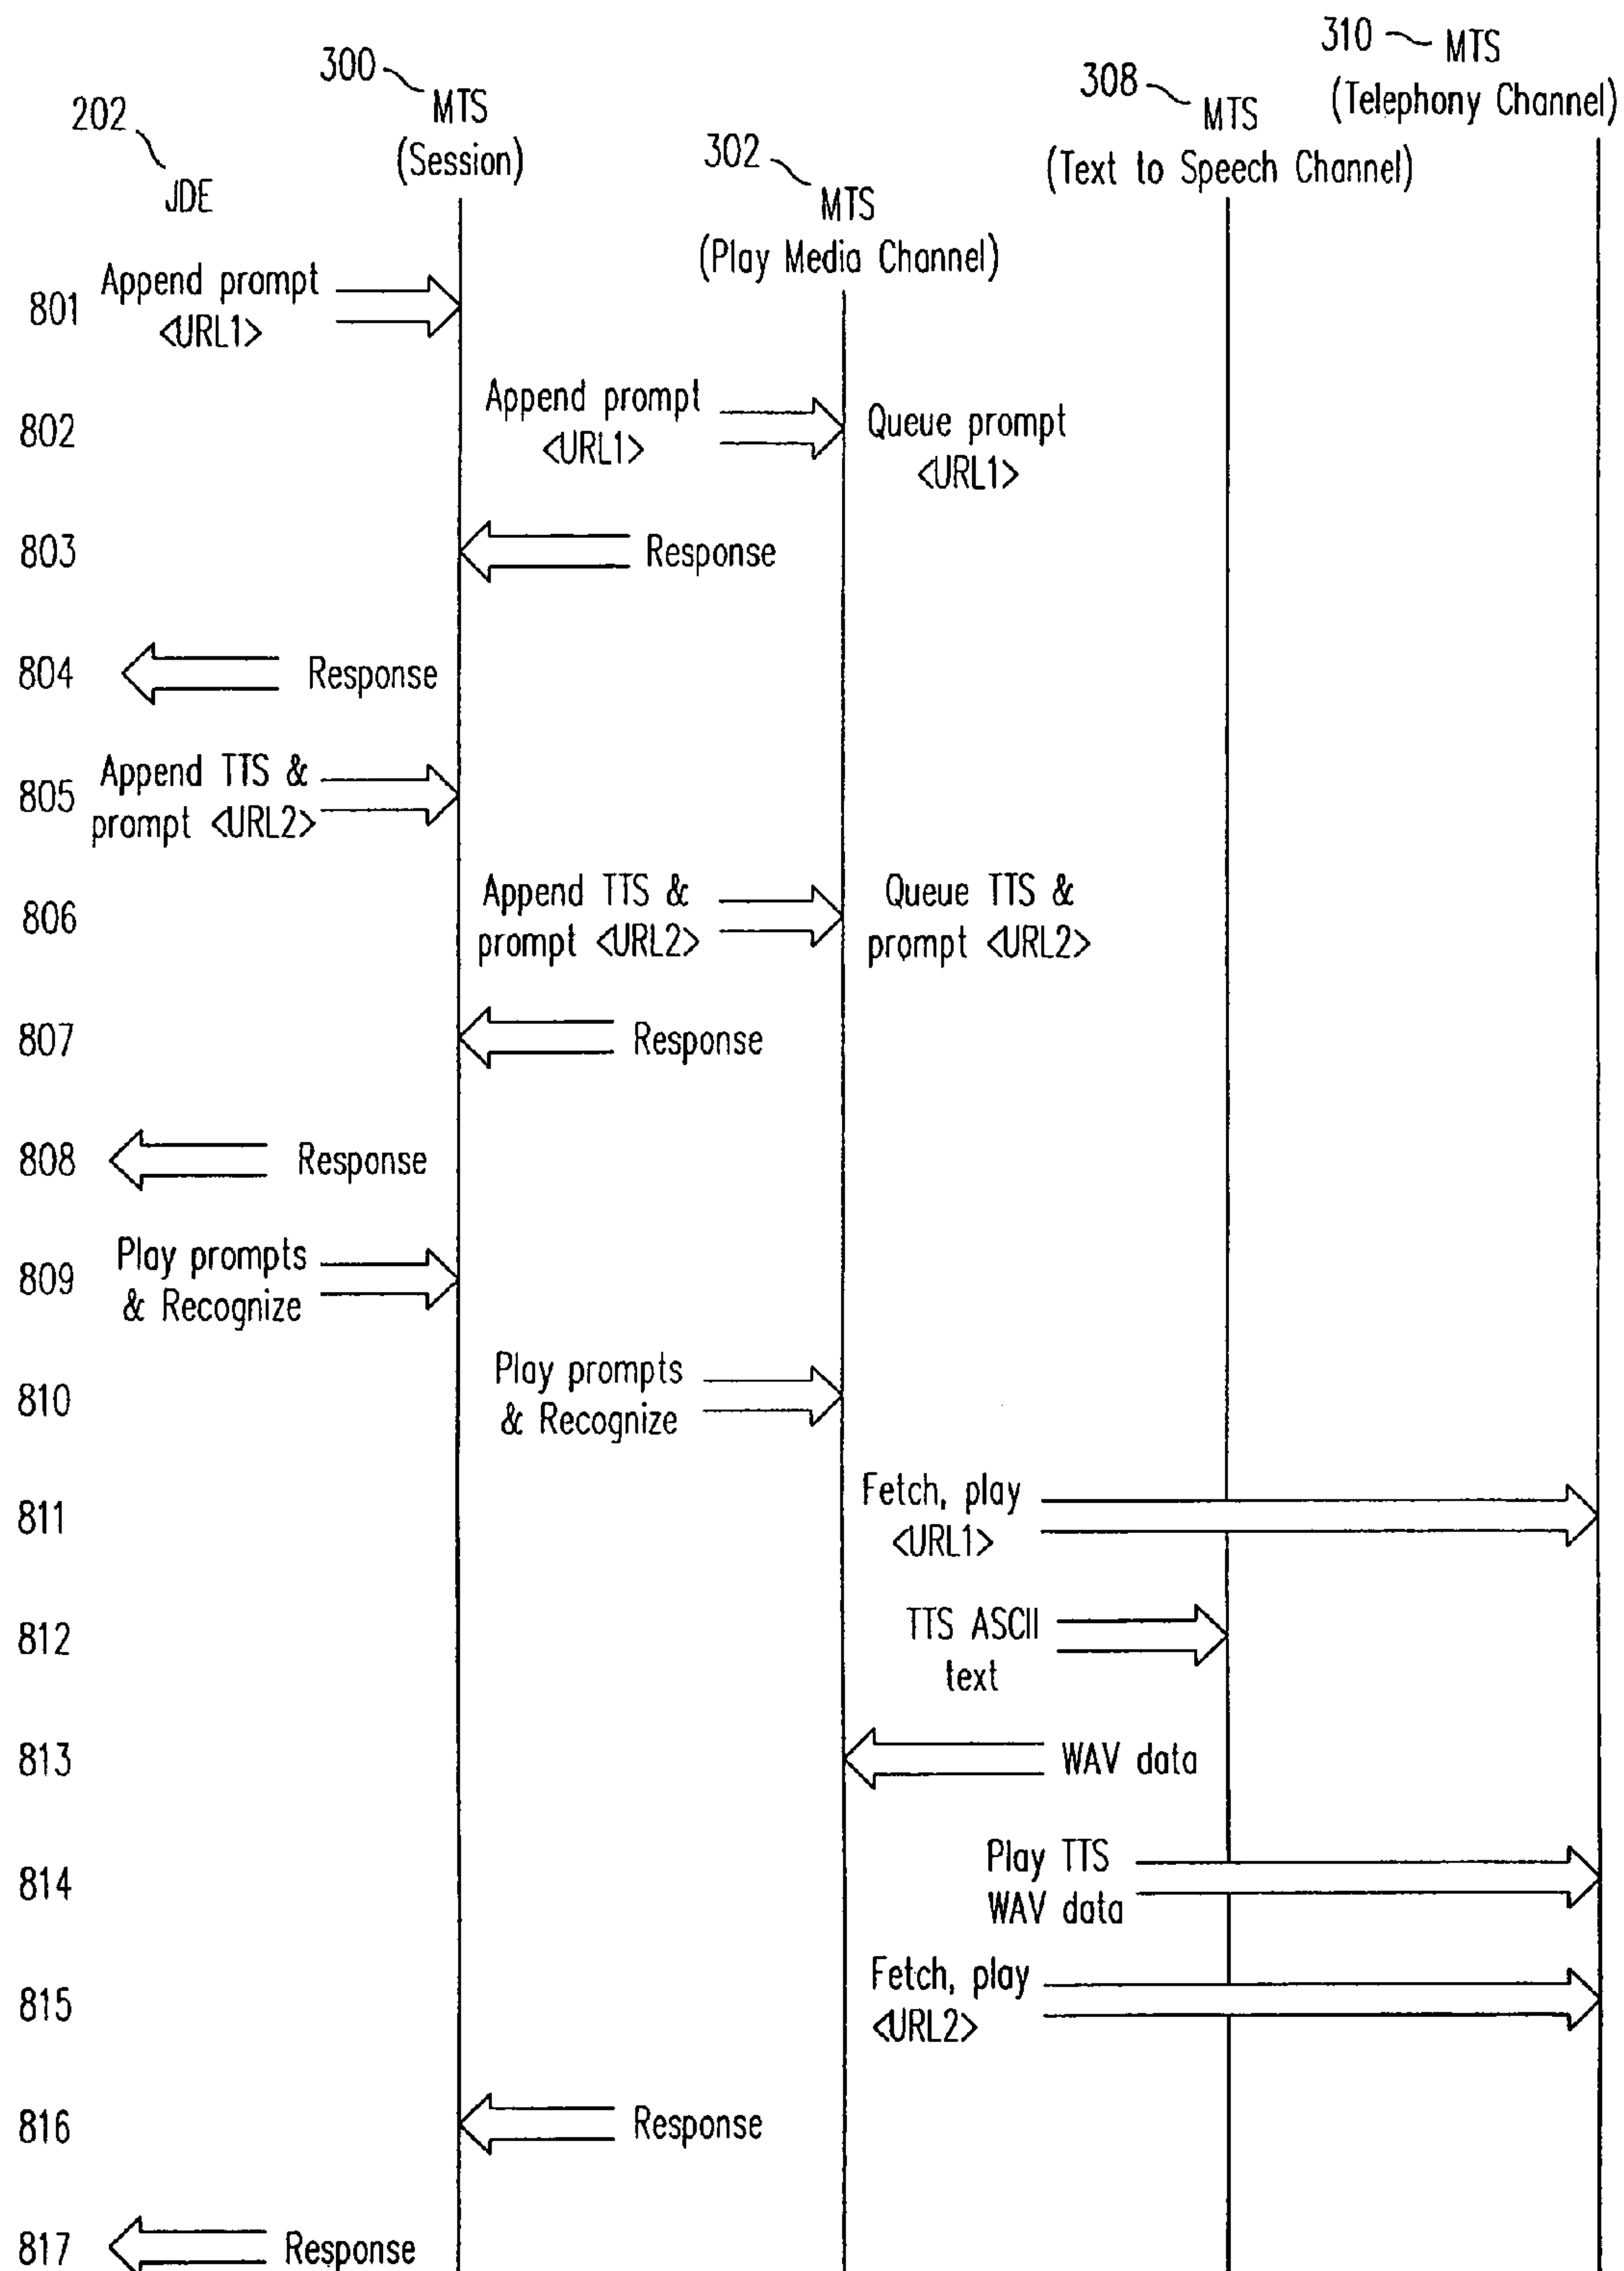 310 MTS
(Telephony Channel)
300 MTS
(Session)
308 MTS
(Text to Speech Channel)
202
JDE
302 MTS
(Play Media Channel)
801 Append prompt
<URL1>
802 Append prompt
<URL1>
Queue prompt
<URL1>
803 Response
804 Response
805 Append TTS &
prompt <URL2>
806 Append TTS &
prompt <URL2>
Queue TTS &
prompt <URL2>
807 Response
808 Response
809 Play prompts
& Recognize
810 Play prompts
& Recognize
811 Fetch, play
<URL1>
812 TTS ASCII
text
813 WAV data
814 Play TTS
WAV data
815 Fetch, play
<URL2>
816 Response
817 Response